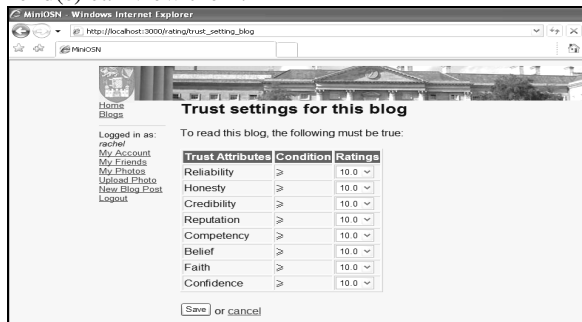 MiniOSN - Windows Internet Explorer
http://localhost:3000/rating/trust_setting_blog
MiniOSN
Home
Blogs
Logged in as:
rachel
My Account
My Friends
My Photos
Upload Photo
New Blog Post
Logout
Trust settings for this blog
To read this blog, the following must be true:
Trust Attributes Condition Ratings
Reliability ⩾ 10.0
Honesty ⩾ 10.0
Credibility ⩾ 10.0
Reputation ⩾ 10.0
Competency ⩾ 10.0
Belief ⩾ 10.0
Faith ⩾ 10.0
Confidence ⩾ 10.0
Save or cancel